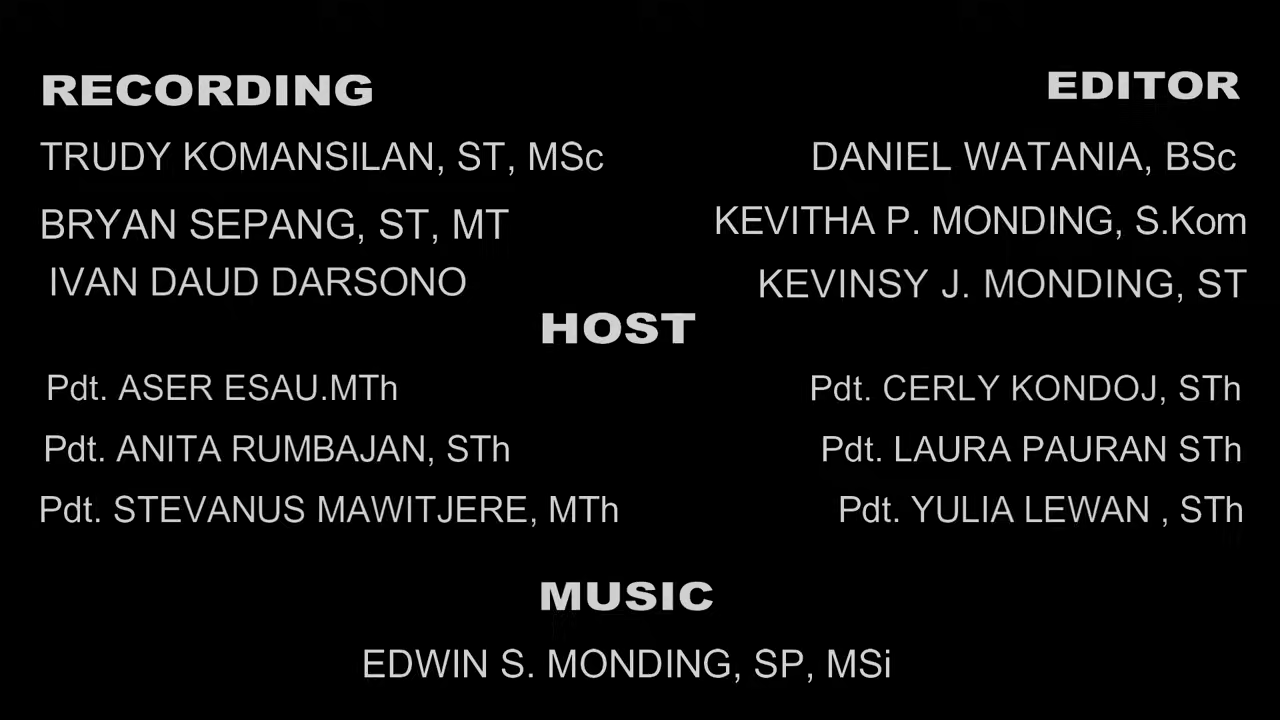 RECORDING
TRUDY KOMANSILAN, ST, MSc
BRYAN SEPANG, ST, MT
IVAN DAUD DARSONO
EDITOR
DANIEL WATANIA, BSc
KEVITHA P. MONDING, S.Kom
KEVINSY J. MONDING, ST
HOST
Pdt. ASER ESAU.MTh
Pdt. ANITA RUMBAJAN, STh
Pdt. STEVANUS MAWITJERE, MTh
Pdt. CERLY KONDOJ, STh
Pdt. LAURA PAURAN STh
Pdt. YULIA LEWAN , STh
MUSIC
EDWIN S. MONDING, SP, MSi